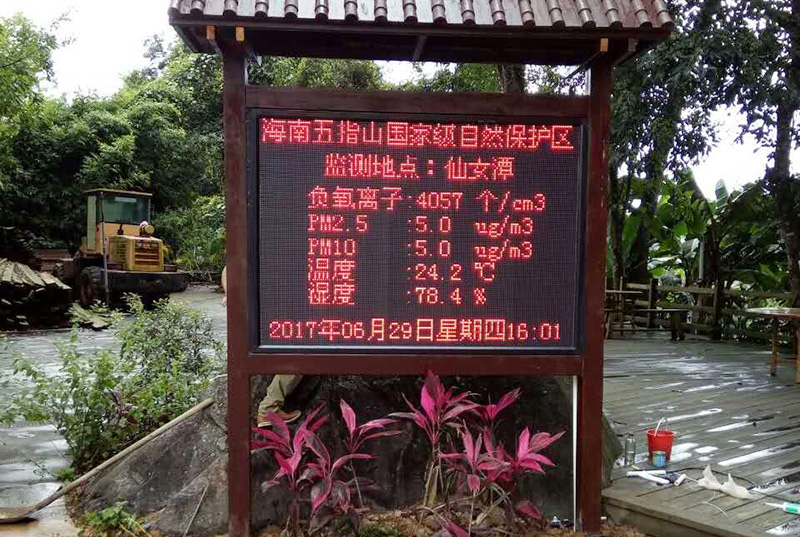 海南五指山国家级自然保护区
监测地点：仙女潭
负氧离子:4057 个/cm3
PM2.5 :5.0 ug/m3
PM10 :5.0 ug/m3
温度 :24.2 ℃
湿度 :78.4 %
2017年06月29日星期四16:01